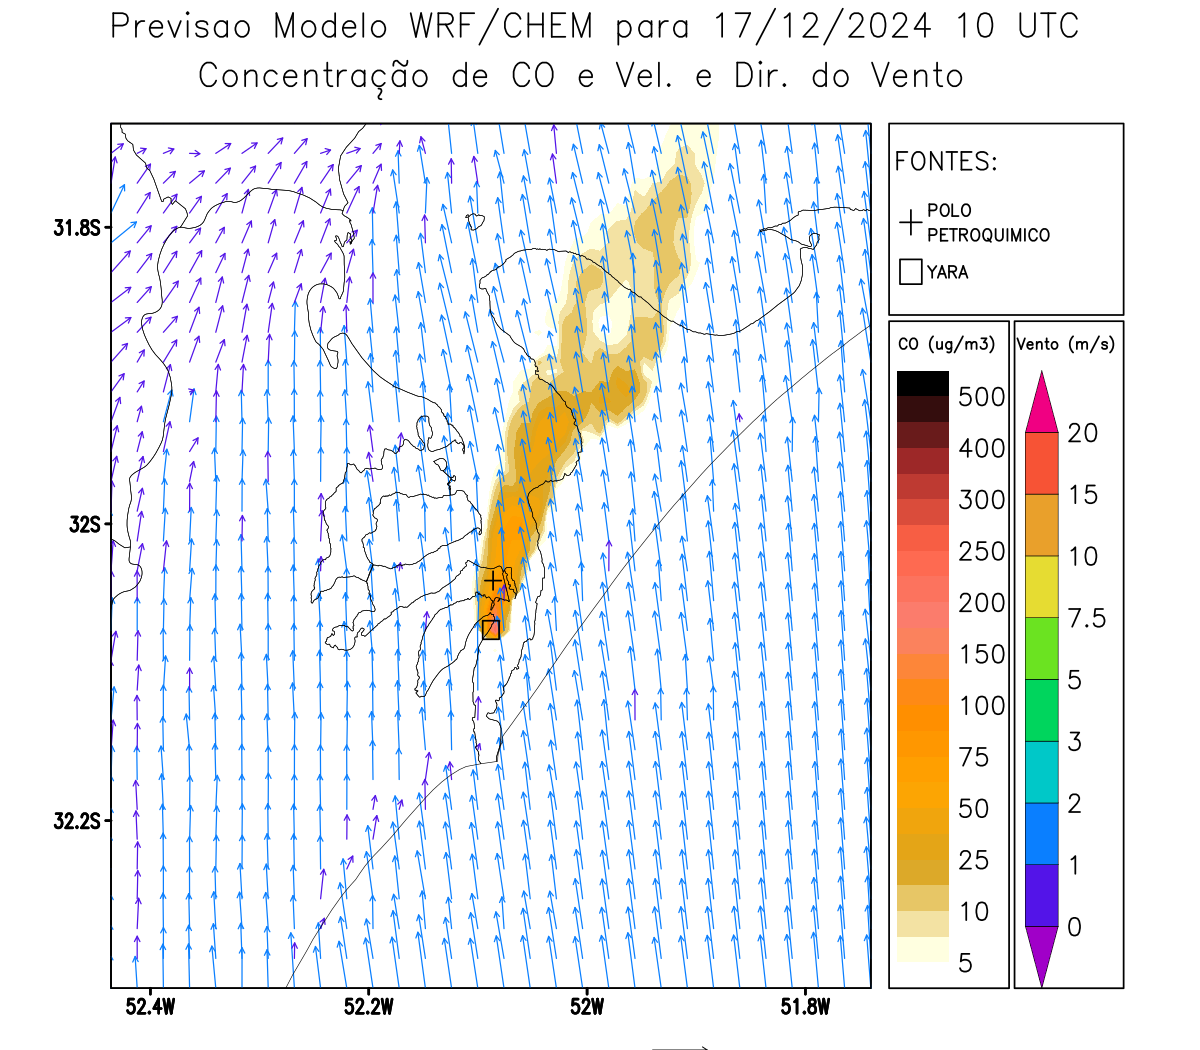 Previsao Modelo WRF/CHEM para 17/12/2024 10 UTC
Concentração de CO e Vel. e Dir. do Vento
FONTES:
POLO
PETROQUIMICO
YARA
CO (ug/m3)
500
400
300
250
200
150
100
75
50
25
10
5
Vento (m/s)
20
15
10
7.5
5
3
2
1
0
31.8S
32S
32.2S
52.4W
52.2W
52W
51.8W